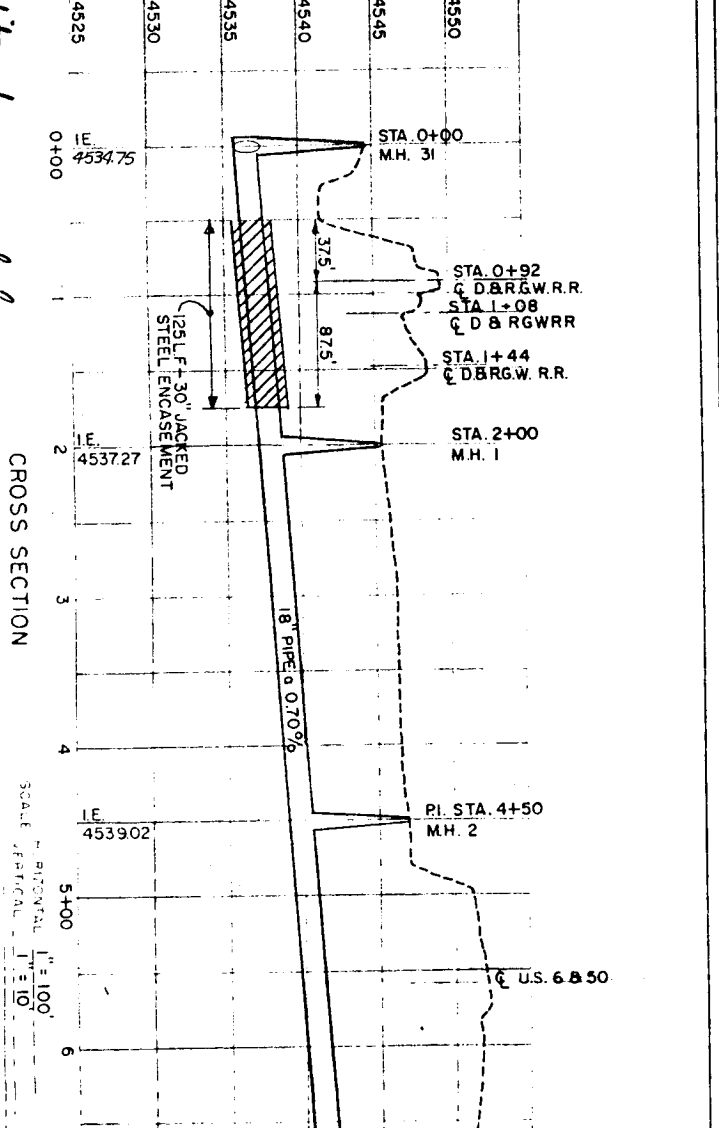 4525
4530
4535
4540
4545
4550
STA. 0+00
M.H. 31
I.E.
4534.75
0+00
37.5'
87.5'
STA. 0+92
℄ D.&R.G.W.R.R.
STA. 1+08
℄ D & RGWRR
STA. 1+44
℄ D.&R.G.W. R.R.
1
125 L.F. + 30" JACKED
STEEL ENCASEMENT
STA. 2+00
M.H. 1
I.E.
4537.27
2
3
18" PIPE @ 0.70%
4
P.I. STA. 4+50
M.H. 2
I.E.
4539.02
5+00
℄ U.S. 6 & 50
6
CROSS SECTION
SCALE HORIZONTAL 1" = 100'
VERTICAL 1" = 10'